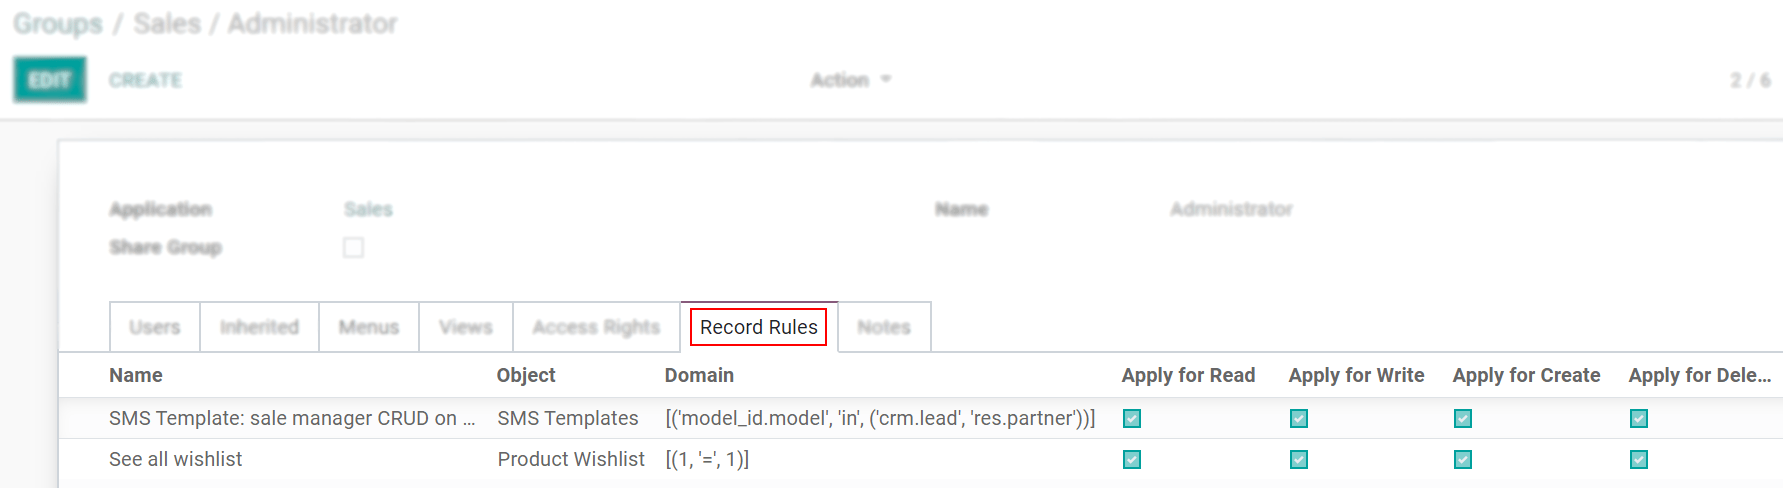 Groups / Sales / Administrator
EDIT CREATE Action 2 / 6
Application Sales Name Administrator
Share Group
Users Inherited Menus Views Access Rights Record Rules Notes
Name Object Domain Apply for Read Apply for Write Apply for Create Apply for Dele...
SMS Template: sale manager CRUD on ... SMS Templates [('model_id.model', 'in', ('crm.lead', 'res.partner'))]
See all wishlist Product Wishlist [(1, '=', 1)]